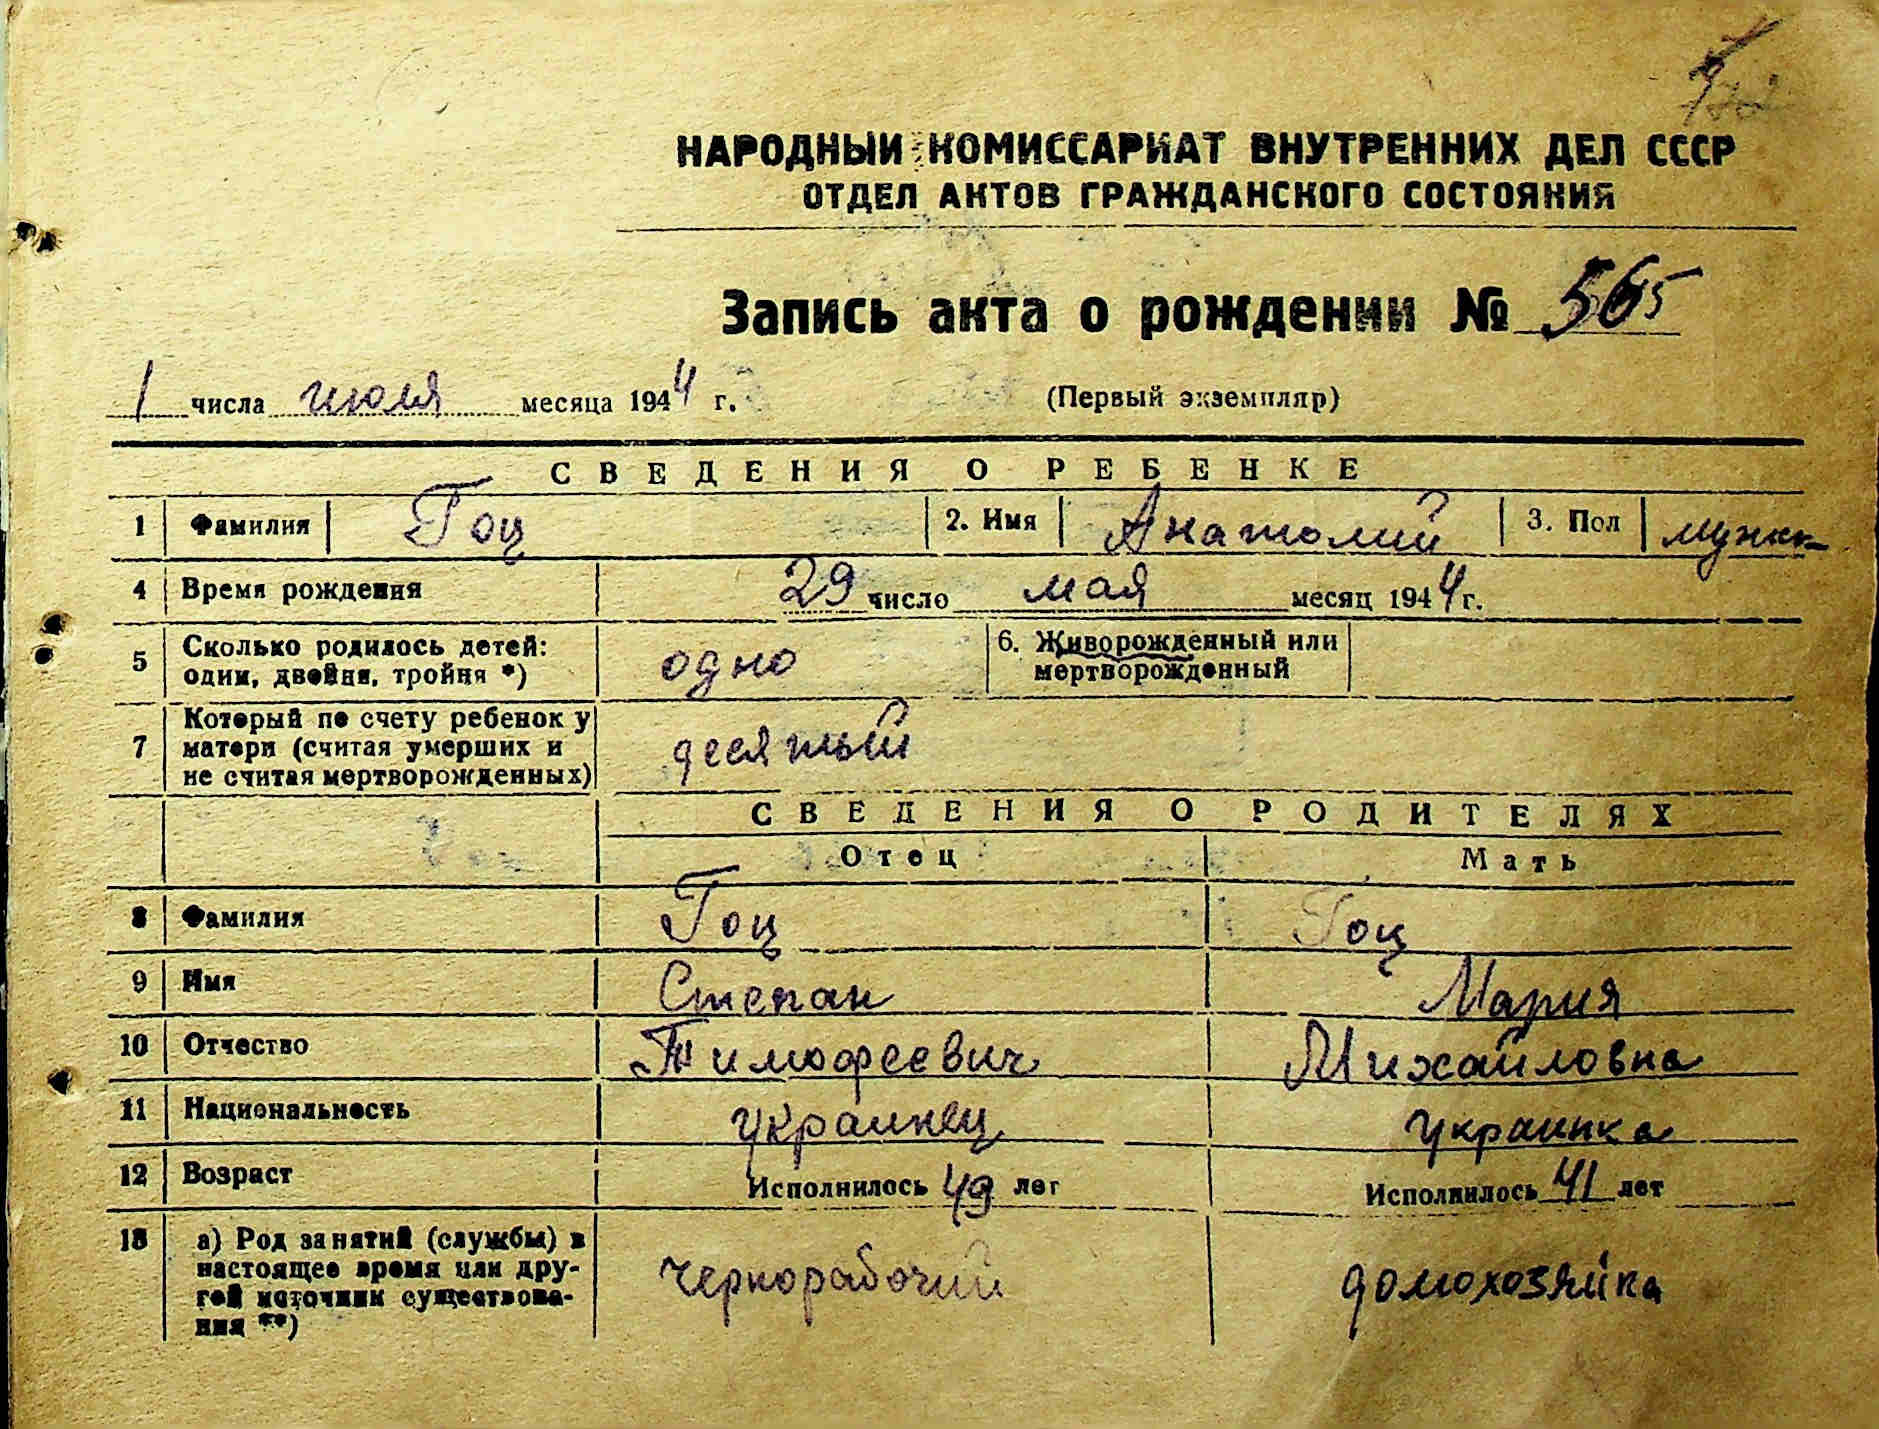 НАРОДНЫЙ КОМИССАРИАТ ВНУТРЕННИХ ДЕЛ СССР
ОТДЕЛ АКТОВ ГРАЖДАНСКОГО СОСТОЯНИЯ
Запись акта о рождении № 565
1 числа июля месяца 1944 г. (Первый экземпляр)
СВЕДЕНИЯ О РЕБЕНКЕ
1 Фамилия Гоц 2. Имя Анатолий 3. Пол мужск
4 Время рождения 29 число мая месяц 1944 г.
5 Сколько родилось детей: одно 6. Живорожденный или
один, двойня, тройня *) мертворожденный
Который по счету ребенок у
7 матери (считая умерших и десятый
не считая мертворожденных)
СВЕДЕНИЯ О РОДИТЕЛЯХ
Отец Мать
8 Фамилия Гоц Гоц
9 Имя Степан Мария
10 Отчество Тимофеевич Михайловна
11 Национальность украинец украинка
12 Возраст Исполнилось 49 лет Исполнилось 41 лет
13 а) Род занятий (службы) в
настоящее время или дру- чернорабочий домохозяйка
гой источник существова-
ния **)